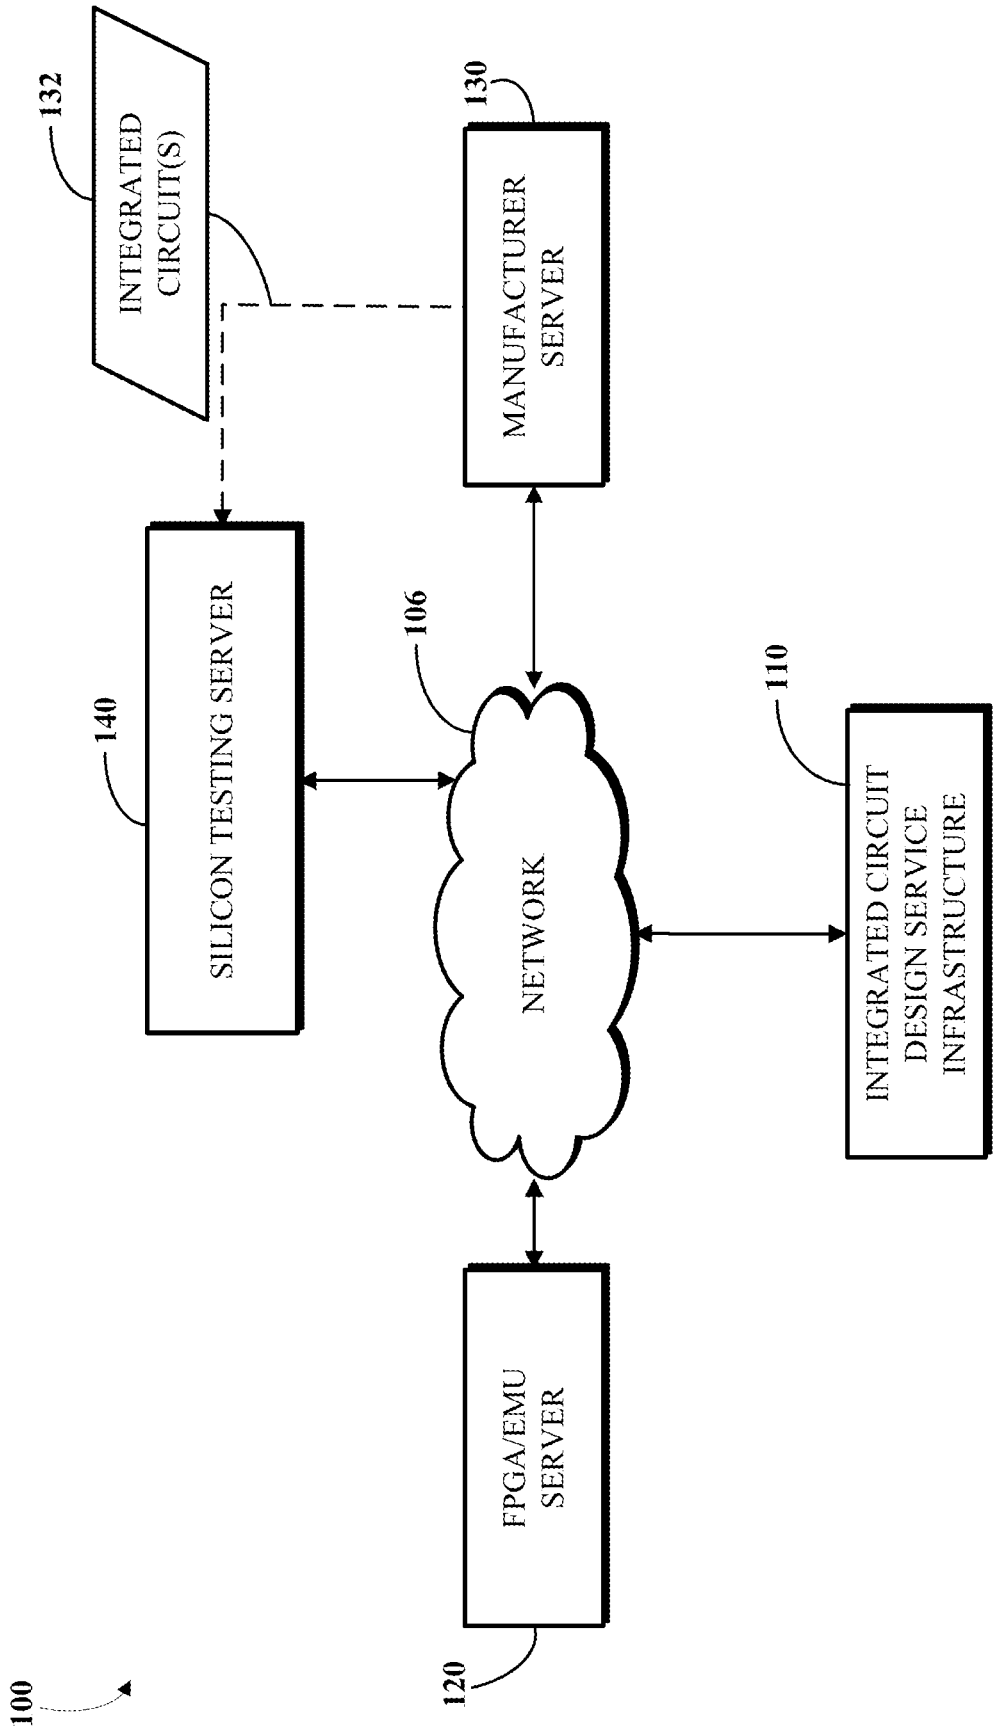 100
132
INTEGRATED
CIRCUIT(S)
140
SILICON TESTING SERVER
130
MANUFACTURER
SERVER
106
NETWORK
120
FPGA/EMU
SERVER
110
INTEGRATED CIRCUIT
DESIGN SERVICE
INFRASTRUCTURE